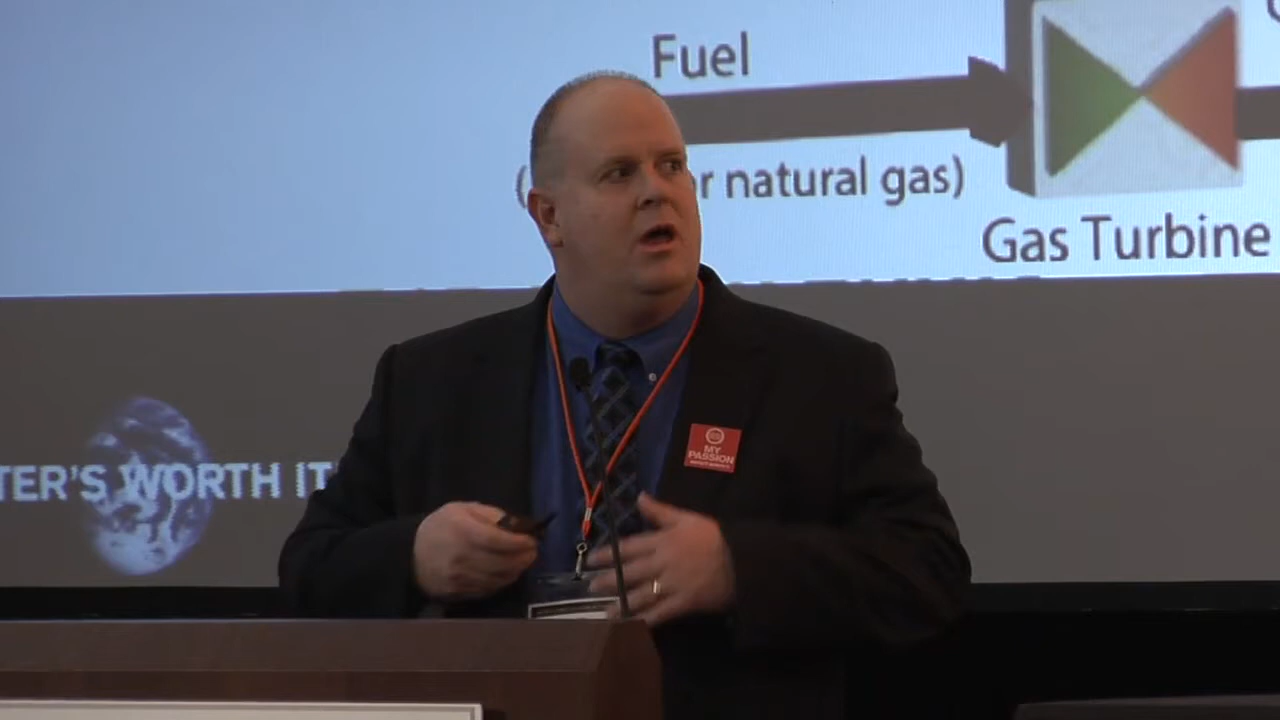 Fuel
r natural gas)
Gas Turbine
TER'S WORTH IT
MY
PASSION